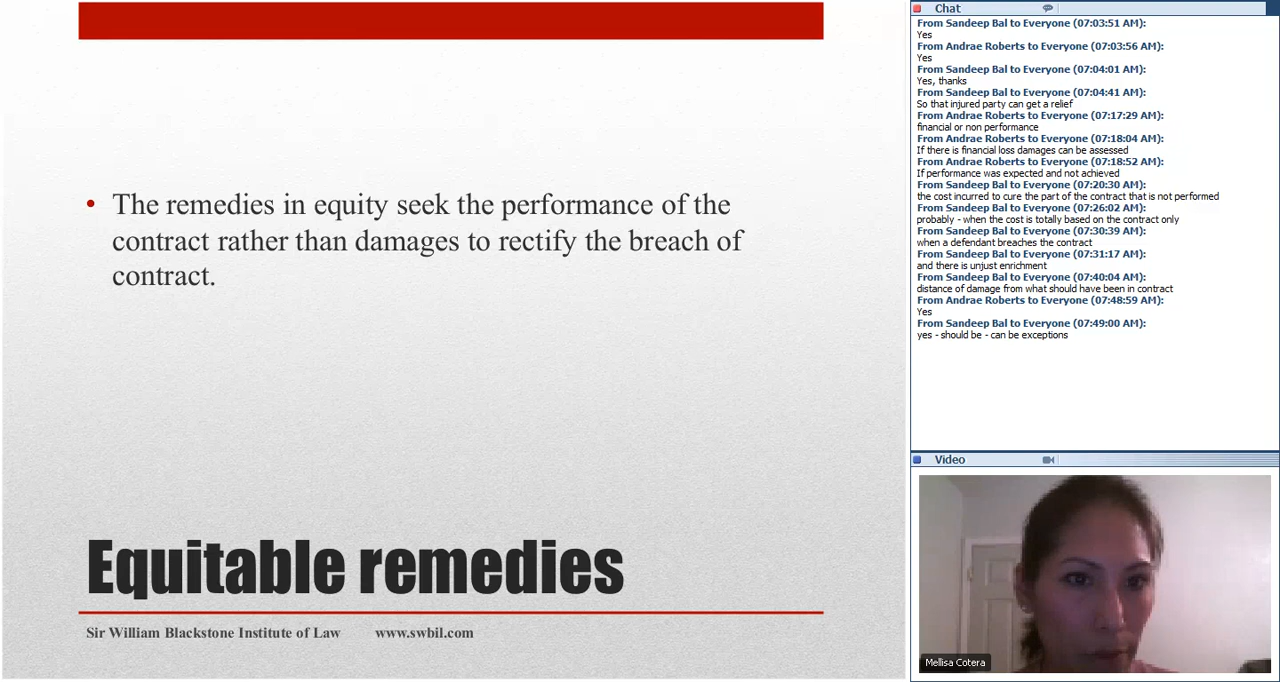 • The remedies in equity seek the performance of the
contract rather than damages to rectify the breach of
contract.
Equitable remedies
Sir William Blackstone Institute of Law www.swbil.com
Chat
From Sandeep Bal to Everyone (07:03:51 AM):
Yes
From Andrae Roberts to Everyone (07:03:56 AM):
Yes
From Sandeep Bal to Everyone (07:04:01 AM):
Yes, thanks
From Sandeep Bal to Everyone (07:04:41 AM):
So that injured party can get a relief
From Andrae Roberts to Everyone (07:17:29 AM):
financial or non performance
From Andrae Roberts to Everyone (07:18:04 AM):
If there is financial loss damages can be assessed
From Andrae Roberts to Everyone (07:18:52 AM):
If performance was expected and not achieved
From Sandeep Bal to Everyone (07:20:30 AM):
the cost incurred to cure the part of the contract that is not performed
From Sandeep Bal to Everyone (07:26:02 AM):
probably - when the cost is totally based on the contract only
From Sandeep Bal to Everyone (07:30:39 AM):
when a defendant breaches the contract
From Sandeep Bal to Everyone (07:31:17 AM):
and there is unjust enrichment
From Sandeep Bal to Everyone (07:40:04 AM):
distance of damage from what should have been in contract
From Andrae Roberts to Everyone (07:48:59 AM):
Yes
From Sandeep Bal to Everyone (07:49:00 AM):
yes - should be - can be exceptions
Video
Mellisa Cotera